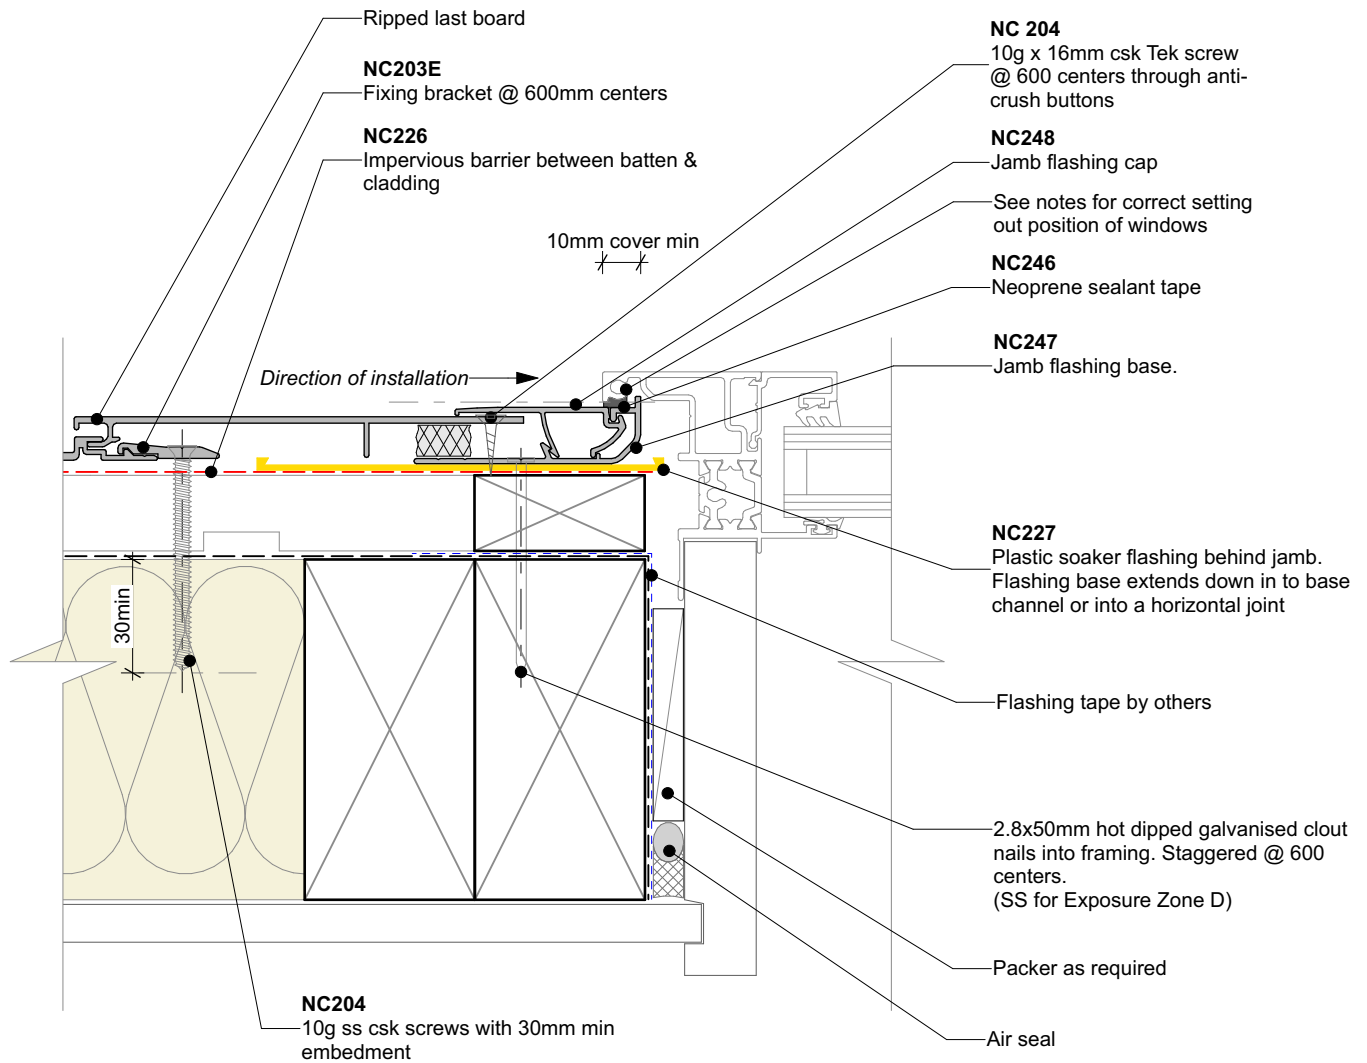 Ripped last board
NC203E
Fixing bracket @ 600mm centers
NC226
Impervious barrier between batten &
cladding
NC 204
10g x 16mm csk Tek screw
@ 600 centers through anti-
crush buttons
NC248
Jamb flashing cap
See notes for correct setting
out position of windows
10mm cover min
NC246
Neoprene sealant tape
NC247
Jamb flashing base.
Direction of installation
NC227
Plastic soaker flashing behind jamb.
Flashing base extends down in to base
channel or into a horizontal joint
30min
Flashing tape by others
2.8x50mm hot dipped galvanised clout
nails into framing. Staggered @ 600
centers.
(SS for Exposure Zone D)
Packer as required
NC204
10g ss csk screws with 30mm min
embedment
Air seal